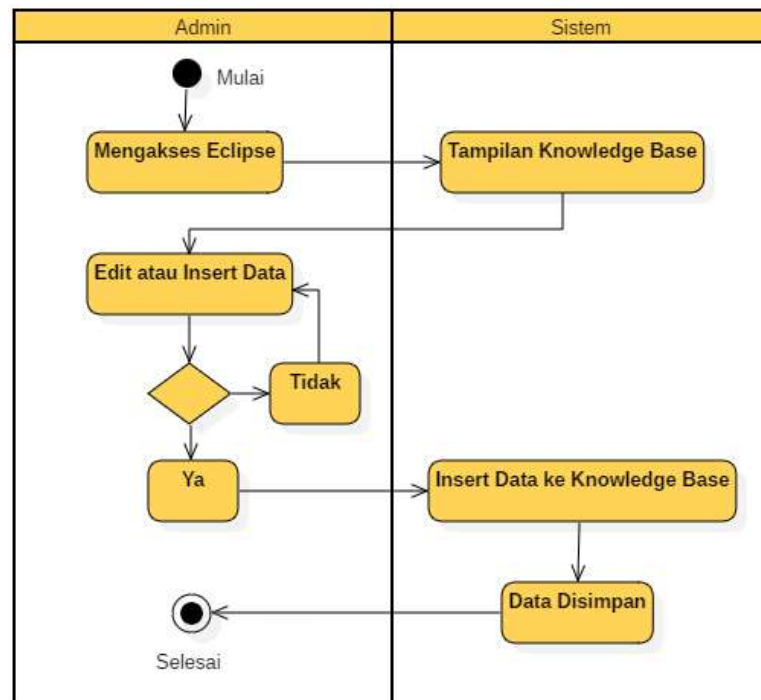 Admin
Sistem
Mulai
Mengakses Eclipse
Tampilan Knowledge Base
Edit atau Insert Data
Tidak
Ya
Insert Data ke Knowledge Base
Data Disimpan
Selesai